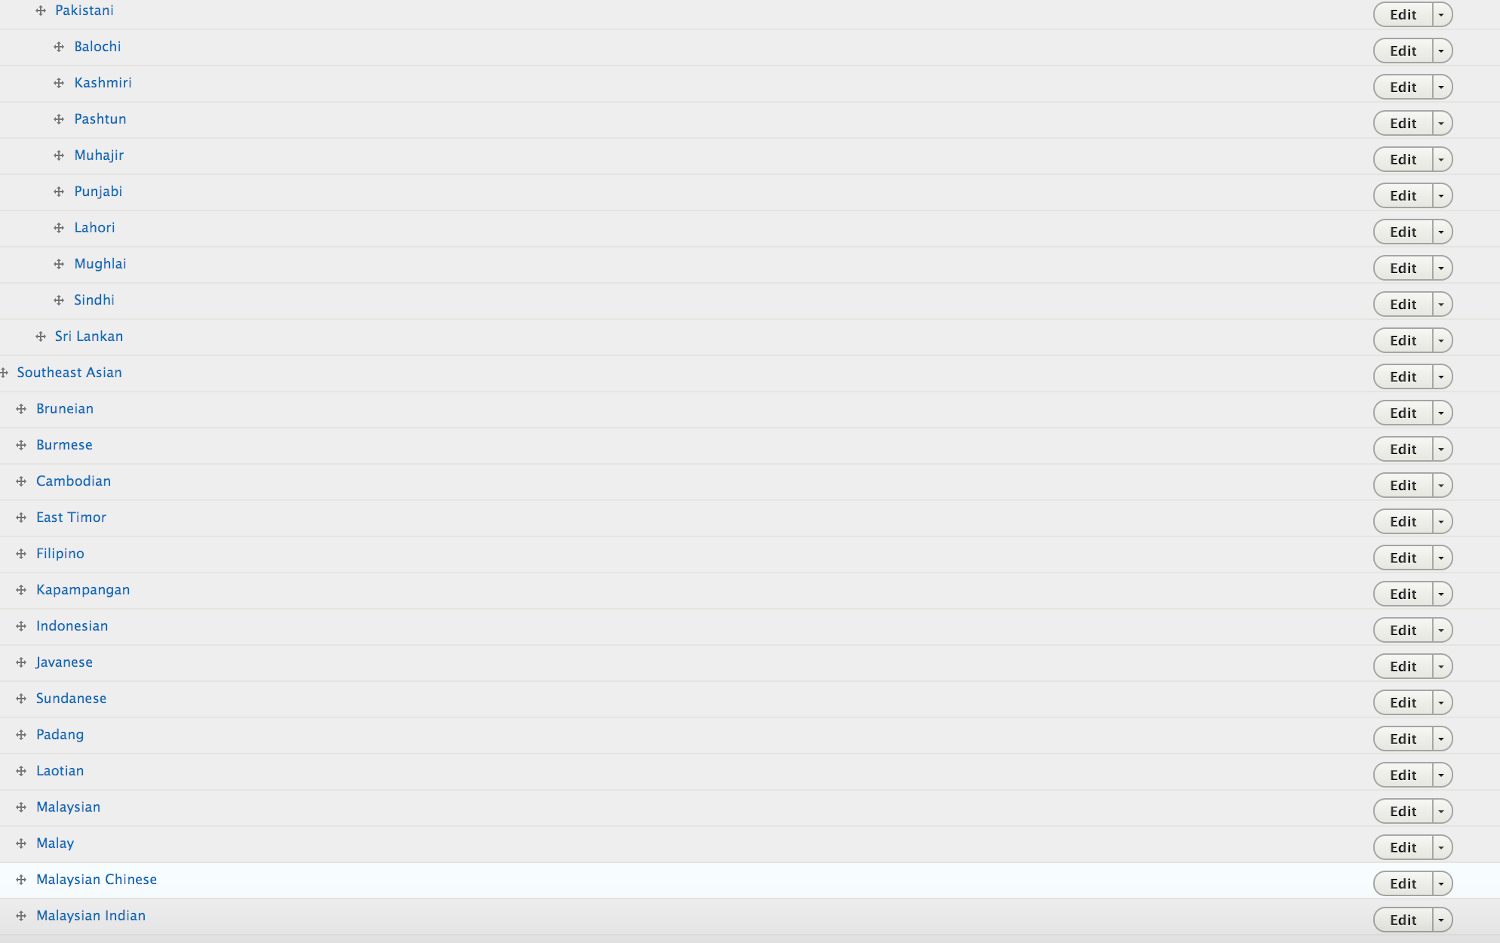 Pakistani Edit
Balochi Edit
Kashmiri Edit
Pashtun Edit
Muhajir Edit
Punjabi Edit
Lahori Edit
Mughlai Edit
Sindhi Edit
Sri Lankan Edit
Southeast Asian Edit
Bruneian Edit
Burmese Edit
Cambodian Edit
East Timor Edit
Filipino Edit
Kapampangan Edit
Indonesian Edit
Javanese Edit
Sundanese Edit
Padang Edit
Laotian Edit
Malaysian Edit
Malay Edit
Malaysian Chinese Edit
Malaysian Indian Edit